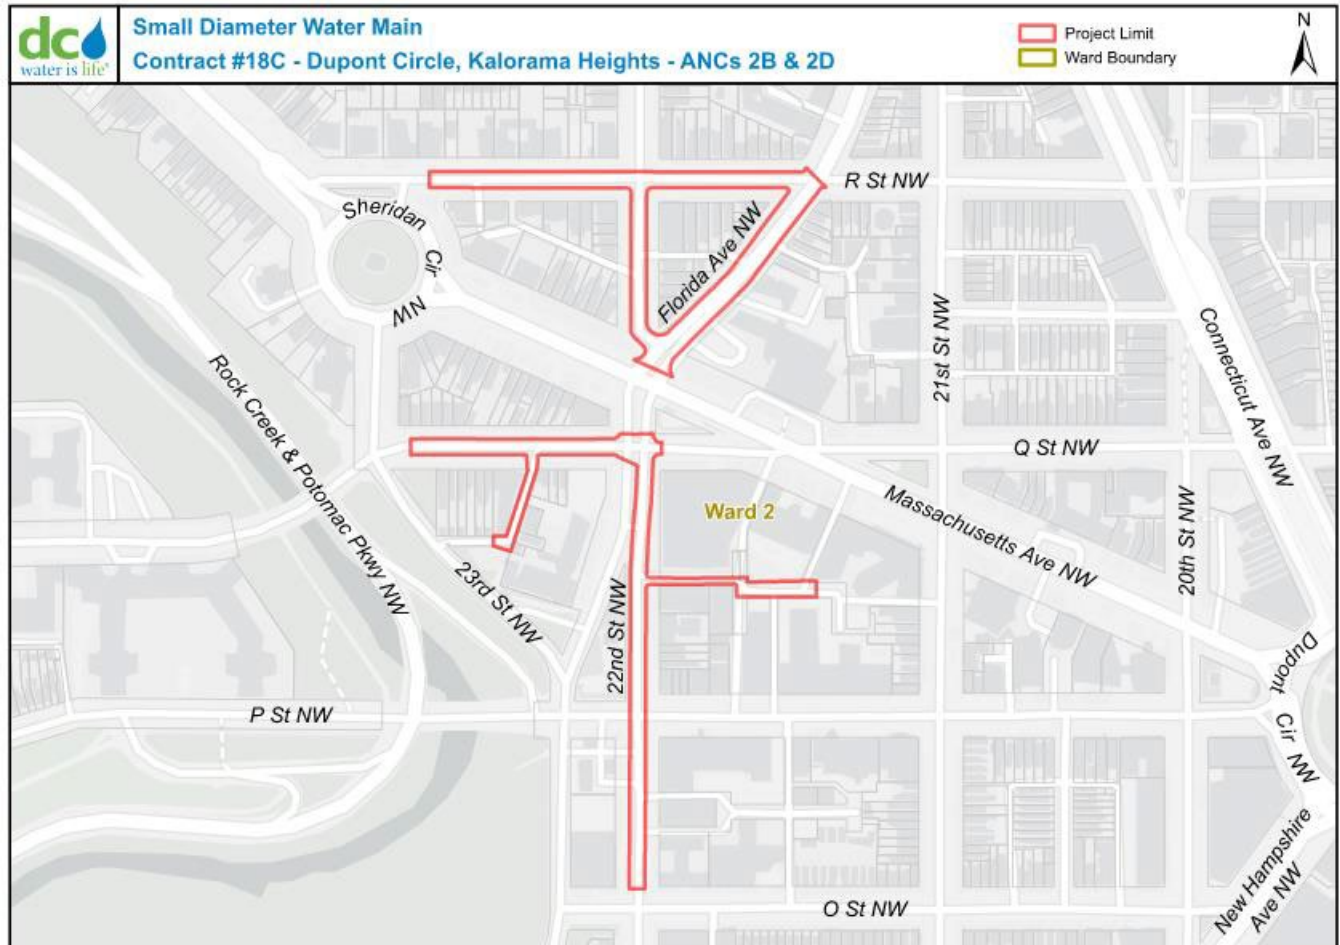 dc
water is life®
Small Diameter Water Main
Contract #18C - Dupont Circle, Kalorama Heights - ANCs 2B & 2D
Project Limit
Ward Boundary
N
R St NW
Sheridan Cir NW
Florida Ave NW
21st St NW
Connecticut Ave NW
Rock Creek & Potomac Pkwy NW
Q St NW
Ward 2
Massachusetts Ave NW
20th St NW
23rd St NW
22nd St NW
Dupont Cir NW
P St NW
New Hampshire
Ave NW
O St NW